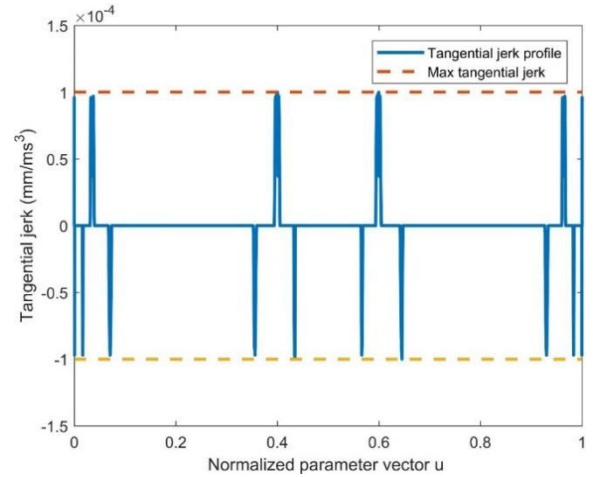 ×10⁻⁴
1.5
1
0.5
0
-0.5
-1
-1.5
Tangential jerk (mm/ms³)
Tangential jerk profile
Max tangential jerk
0 0.2 0.4 0.6 0.8 1
Normalized parameter vector u